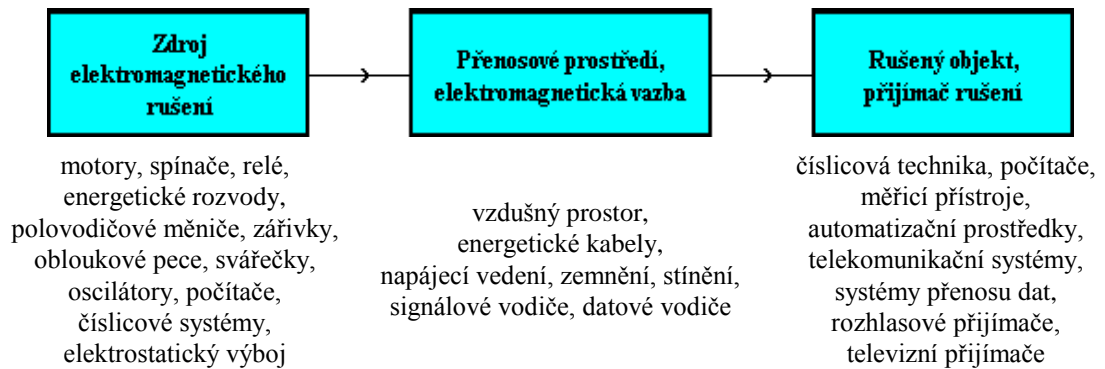 Zdroj
elektromagnetického
rušení
Přenosové prostředí,
elektromagnetická vazba
Rušený objekt,
přijímač rušení
motory, spínače, relé,
energetické rozvody,
polovodičové měniče, zářivky,
obloukové pece, svářečky,
oscilátory, počítače,
číslicové systémy,
elektrostatický výboj
vzdušný prostor,
energetické kabely,
napájecí vedení, zemnění, stínění,
signálové vodiče, datové vodiče
číslicová technika, počítače,
měřicí přístroje,
automatizační prostředky,
telekomunikační systémy,
systémy přenosu dat,
rozhlasové přijímače,
televizní přijímače